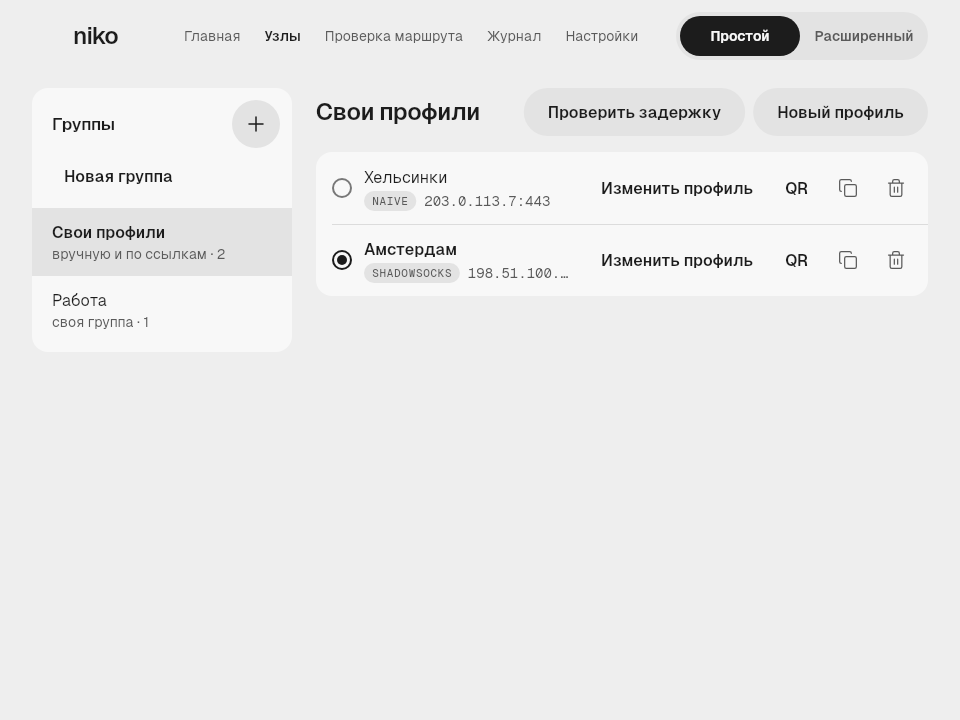 niko
Главная Узлы Проверка маршрута Журнал Настройки Простой Расширенный
Группы
Новая группа
Свои профили
вручную и по ссылкам · 2
Работа
своя группа · 1
Свои профили Проверить задержку Новый профиль
Хельсинки
NAIVE 203.0.113.7:443
Изменить профиль QR
Амстердам
SHADOWSOCKS 198.51.100.…
Изменить профиль QR